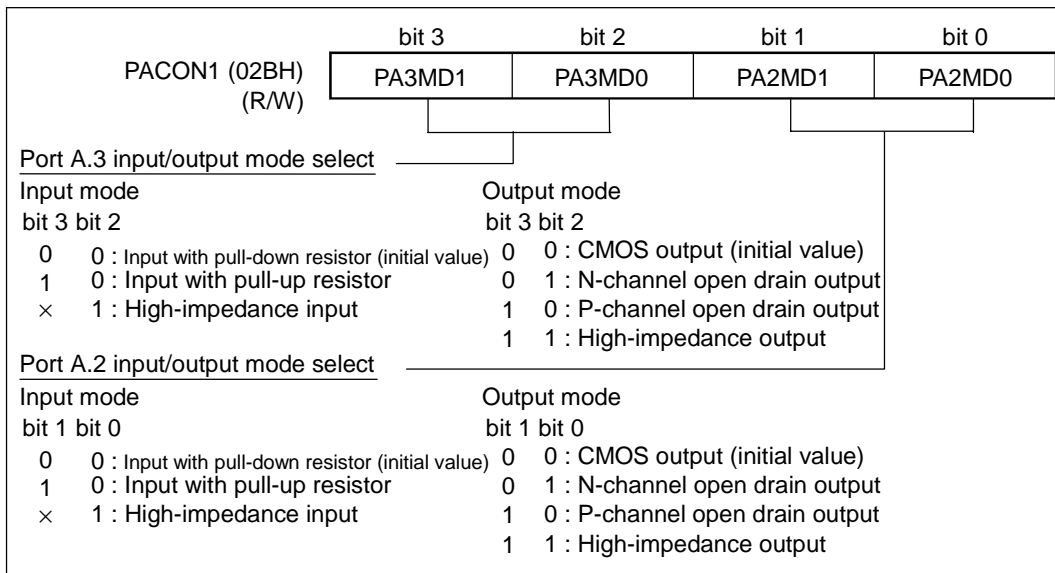 bit 3 bit 2 bit 1 bit 0
PACON1 (02BH) PA3MD1 PA3MD0 PA2MD1 PA2MD0
(R/W)
Port A.3 input/output mode select
Input mode Output mode
bit 3 bit 2 bit 3 bit 2
0 0 : Input with pull-down resistor (initial value) 0 0 : CMOS output (initial value)
1 0 : Input with pull-up resistor 0 1 : N-channel open drain output
× 1 : High-impedance input 1 0 : P-channel open drain output
1 1 : High-impedance output
Port A.2 input/output mode select
Input mode Output mode
bit 1 bit 0 bit 1 bit 0
0 0 : Input with pull-down resistor (initial value) 0 0 : CMOS output (initial value)
1 0 : Input with pull-up resistor 0 1 : N-channel open drain output
× 1 : High-impedance input 1 0 : P-channel open drain output
1 1 : High-impedance output